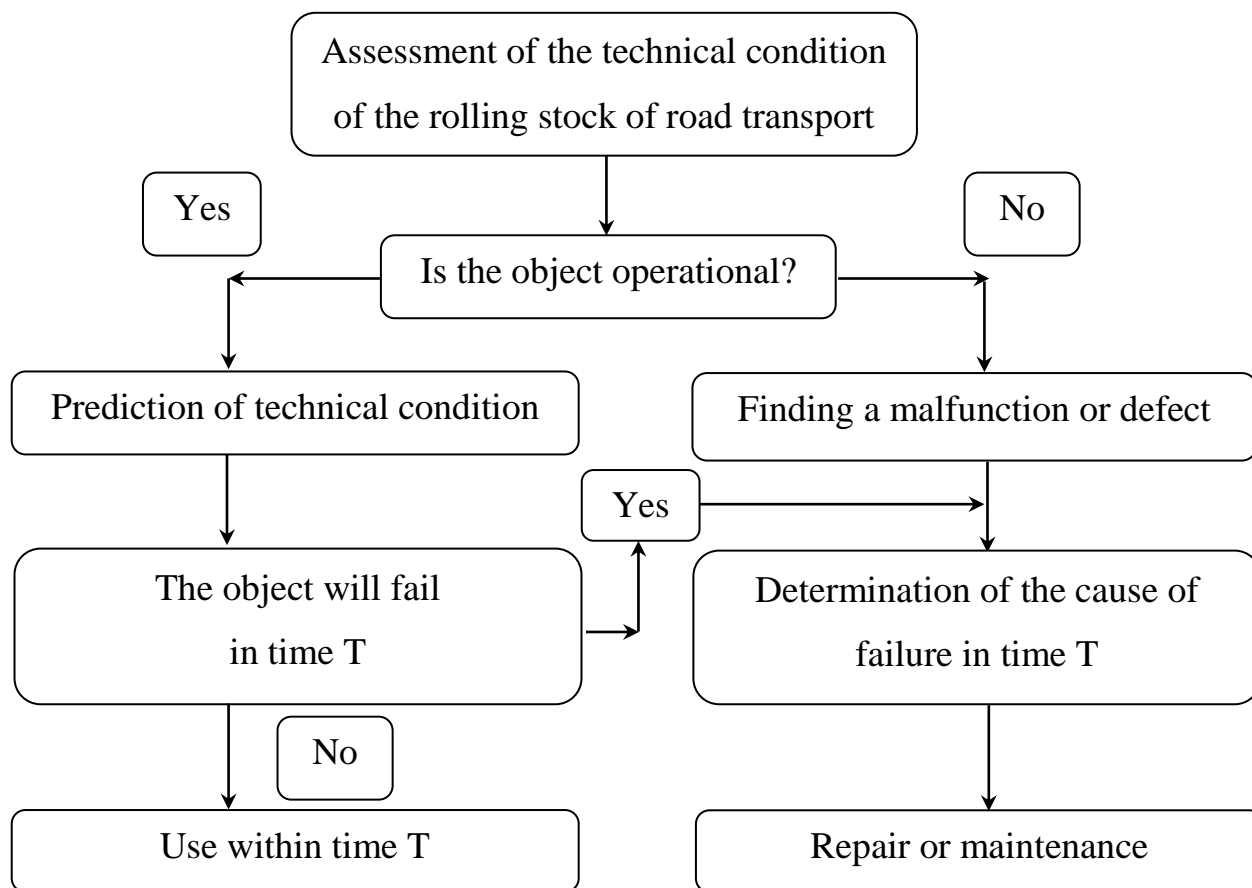 Assessment of the technical condition
of the rolling stock of road transport
Yes
No
Is the object operational?
Prediction of technical condition
Finding a malfunction or defect
Yes
The object will fail
in time T
Determination of the cause of
failure in time T
No
Use within time T
Repair or maintenance